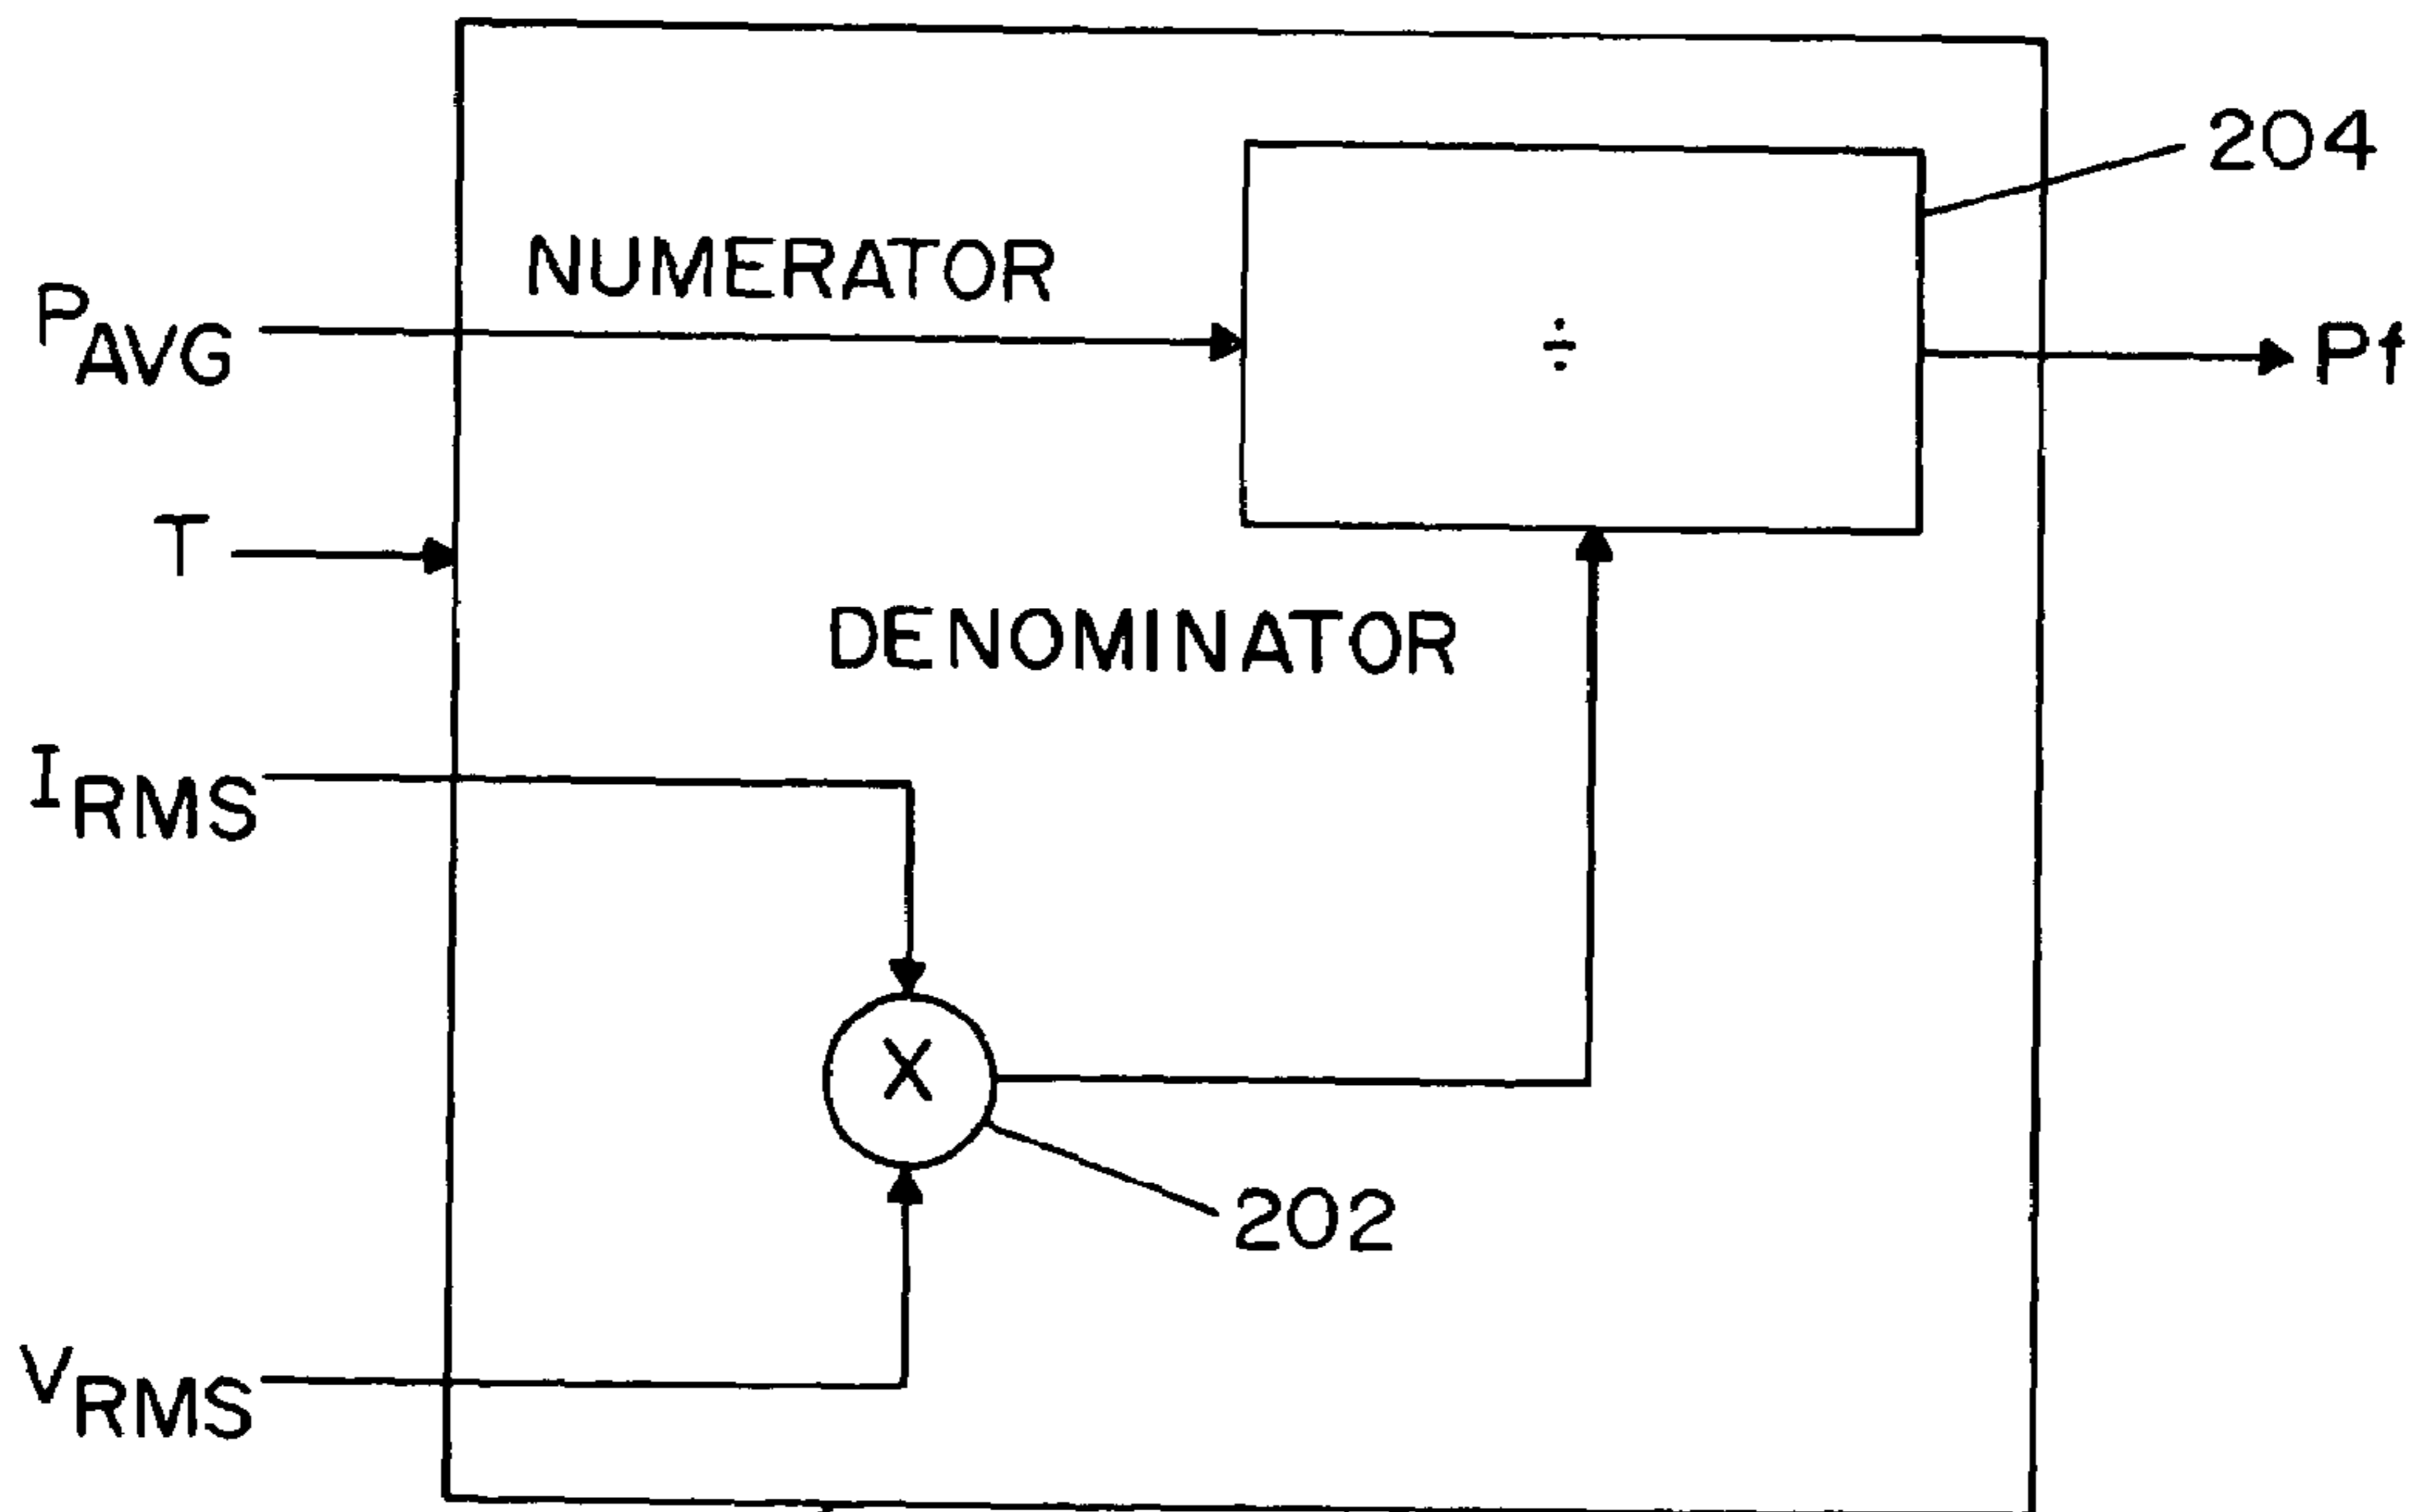 204
NUMERATOR
PAVG
÷
Pf
T
DENOMINATOR
IRMS
X
202
VRMS